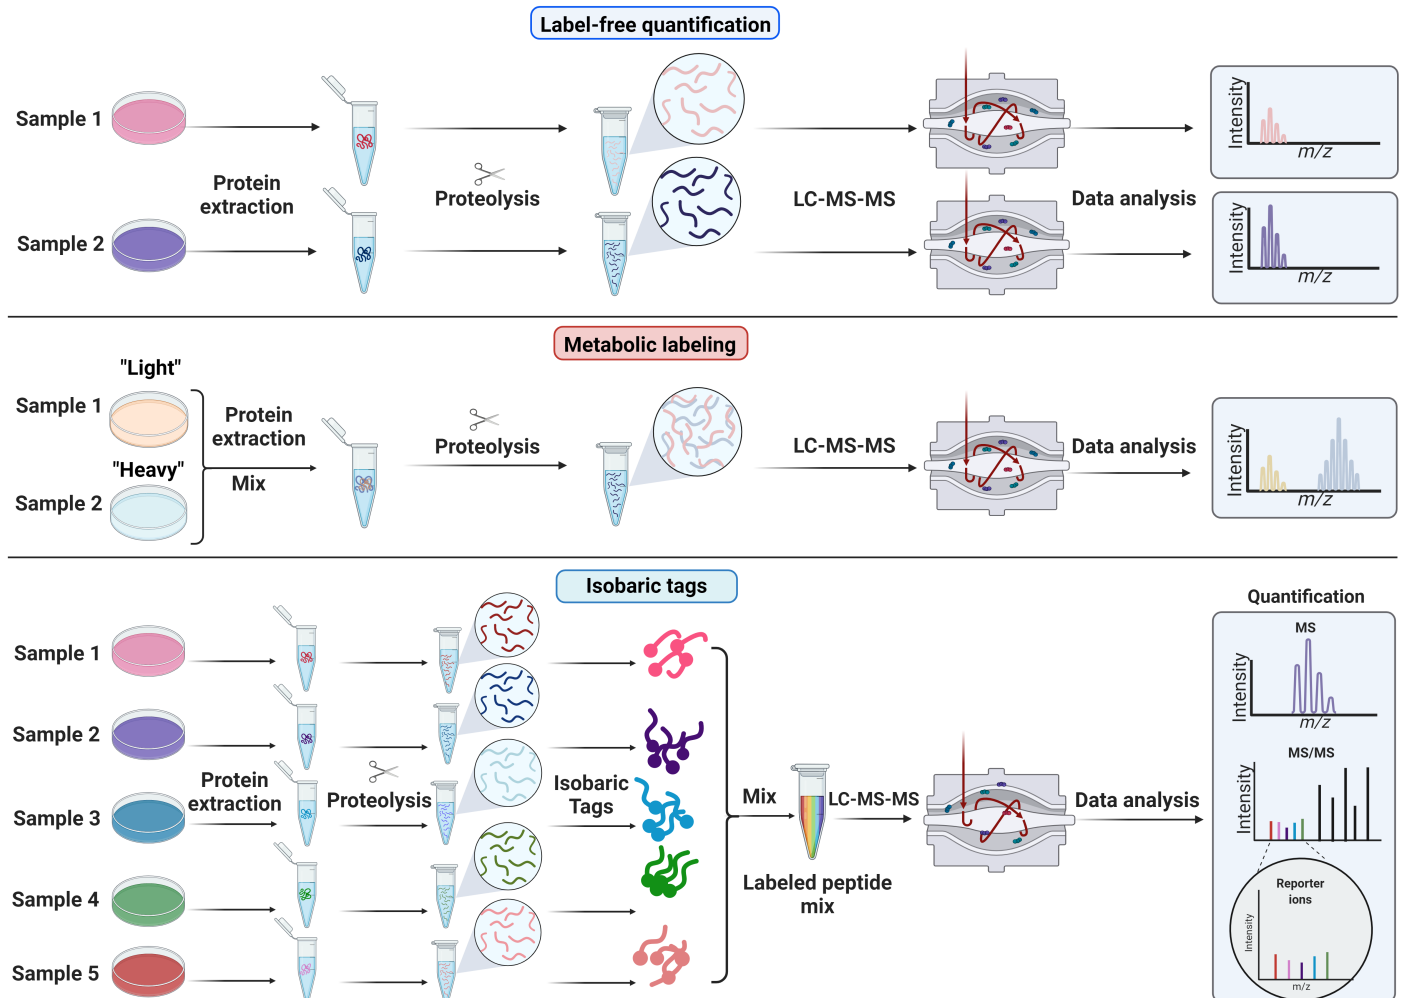 Label-free quantification
Sample 1
Protein
extraction
Sample 2
Proteolysis
LC-MS-MS
Data analysis
Intensity
m/z
Intensity
m/z
Metabolic labeling
"Light"
Sample 1
"Heavy"
Sample 2
Protein
extraction
Mix
Proteolysis
LC-MS-MS
Data analysis
Intensity
m/z
Isobaric tags
Sample 1
Sample 2
Sample 3
Sample 4
Sample 5
Protein
extraction
Proteolysis
Isobaric
Tags
Mix
Labeled peptide
mix
LC-MS-MS
Data analysis
Quantification
MS
Intensity
m/z
MS/MS
Intensity
Reporter
ions
Intensity
m/z